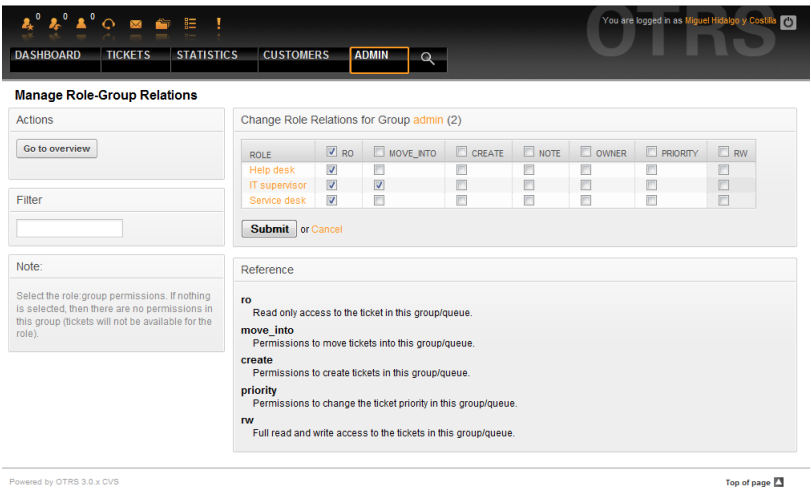 0 0 0
You are logged in as Miguel Hidalgo y Costilla
OTRS
DASHBOARD TICKETS STATISTICS CUSTOMERS ADMIN
Manage Role-Group Relations
Actions
Go to overview
Filter
Note:
Select the role:group permissions. If nothing
is selected, then there are no permissions in
this group (tickets will not be available for the
role).
Change Role Relations for Group admin (2)
ROLE RO MOVE_INTO CREATE NOTE OWNER PRIORITY RW
Help desk
IT supervisor
Service desk
Submit or Cancel
Reference
ro
Read only access to the ticket in this group/queue.
move_into
Permissions to move tickets into this group/queue.
create
Permissions to create tickets in this group/queue.
priority
Permissions to change the ticket priority in this group/queue.
rw
Full read and write access to the tickets in this group/queue.
Powered by OTRS 3.0.x CVS
Top of page